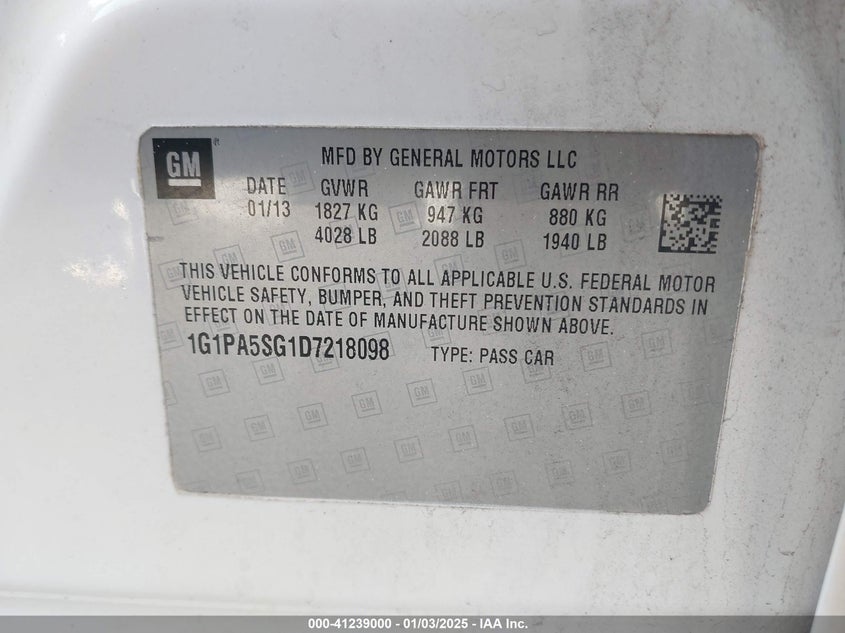 GM
MFD BY GENERAL MOTORS LLC
DATE GVWR GAWR FRT GAWR RR
01/13 1827 KG 947 KG 880 KG
4028 LB 2088 LB 1940 LB
THIS VEHICLE CONFORMS TO ALL APPLICABLE U.S. FEDERAL MOTOR
VEHICLE SAFETY, BUMPER, AND THEFT PREVENTION STANDARDS IN
EFFECT ON THE DATE OF MANUFACTURE SHOWN ABOVE.
1G1PA5SG1D7218098 TYPE: PASS CAR
000-41239000 — 01/03/2025 — IAA Inc.